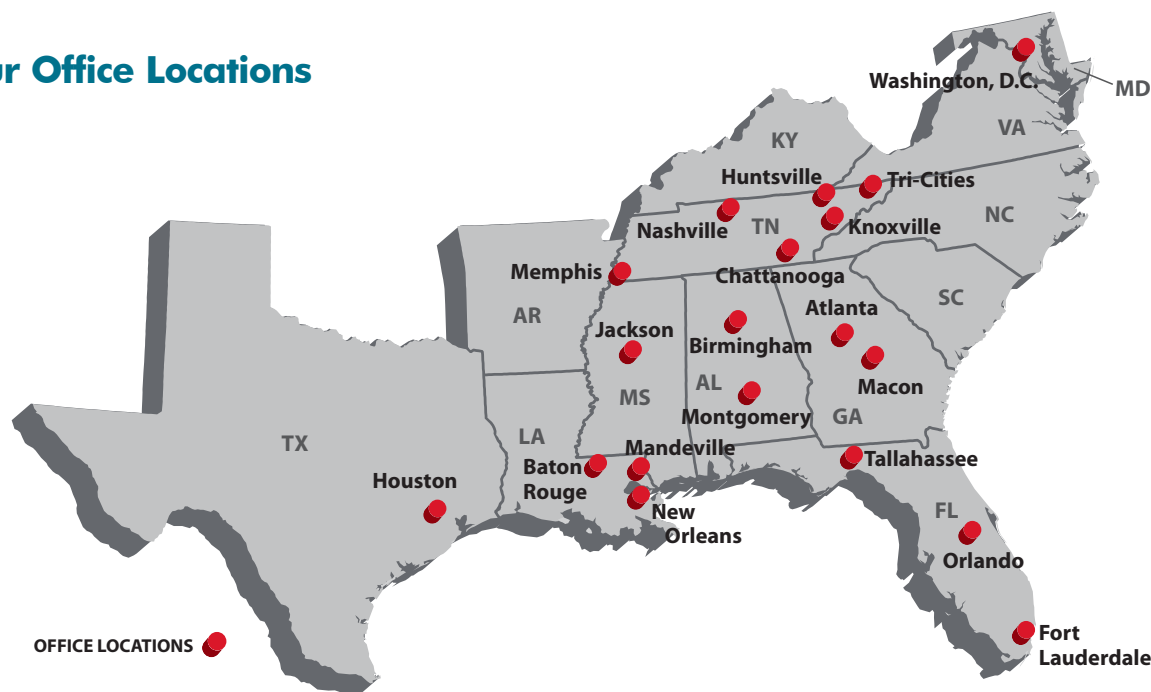 ur Office Locations
Washington, D.C.
MD
VA
KY
Huntsville
Tri-Cities
NC
Nashville
TN
Knoxville
Memphis
Chattanooga
SC
AR
Atlanta
Jackson
Birmingham
Macon
MS
AL
Montgomery
GA
TX
LA
Mandeville
Baton
Rouge
Tallahassee
Houston
New
Orleans
FL
Orlando
OFFICE LOCATIONS
Fort
Lauderdale